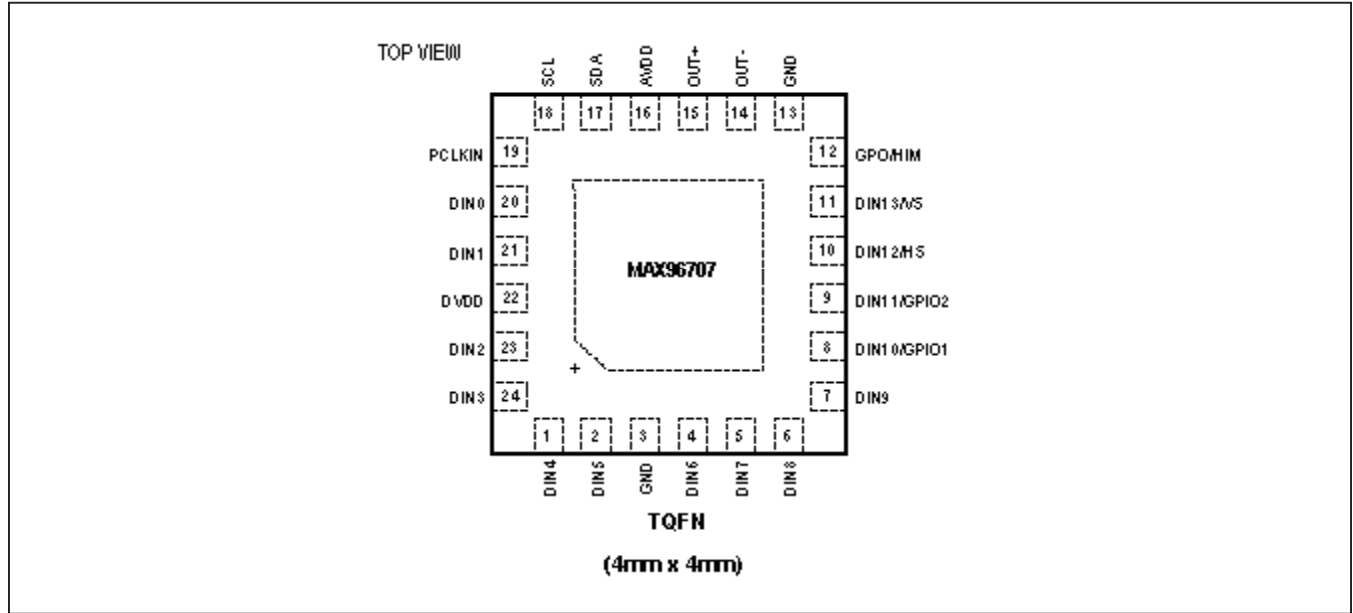 TOP VIEW
SCL SDA AVDD OUT+ OUT- GND
18 17 16 15 14 13
PCLKIN 19 12 GPO/HIM
DIN0 20 11 DIN13/VS
DIN1 21 10 DIN12/HS
MAX96707
DVDD 22 9 DIN11/GPIO2
DIN2 23 8 DIN10/GPIO1
+
DIN3 24 7 DIN9
1 2 3 4 5 6
DIN4 DIN5 GND DIN6 DIN7 DIN8
TQFN
(4mm x 4mm)